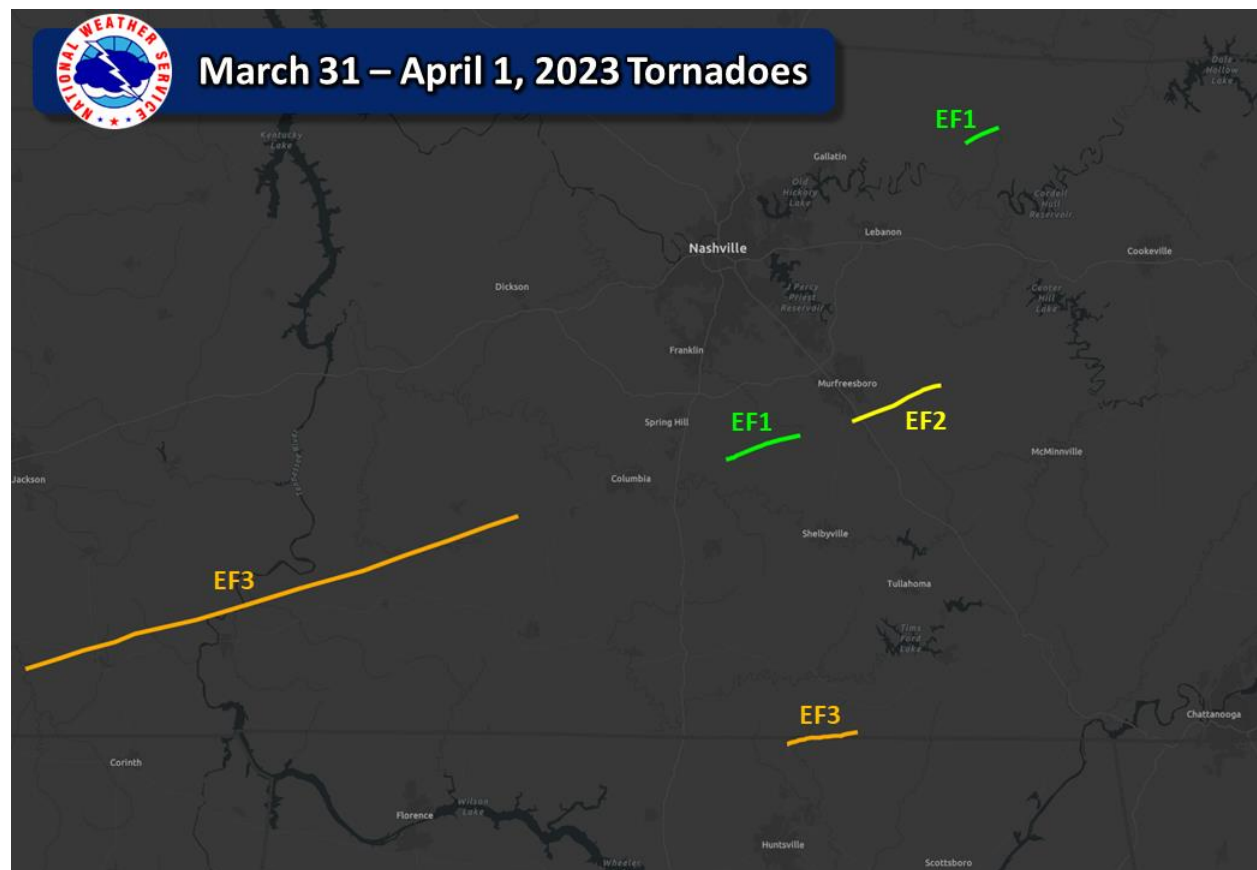 NATIONAL WEATHER SERVICE
March 31 – April 1, 2023 Tornadoes
Dale
Hollow
Lake
Kentucky
Lake
EF1
Gallatin
Old
Hickory
Lake
Cordell
Hull
Reservoir
Lebanon
Nashville
Cookeville
Dickson
J Percy
Priest
Reservoir
Center
Hill
Lake
Franklin
Murfreesboro
Spring Hill
EF1
EF2
McMinnville
Jackson
Columbia
Tennessee River
Shelbyville
EF3
Tullahoma
Tims
Ford
Lake
EF3
Chattanooga
Corinth
Wilson
Lake
Florence
Huntsville
Wheeler
Scottsboro